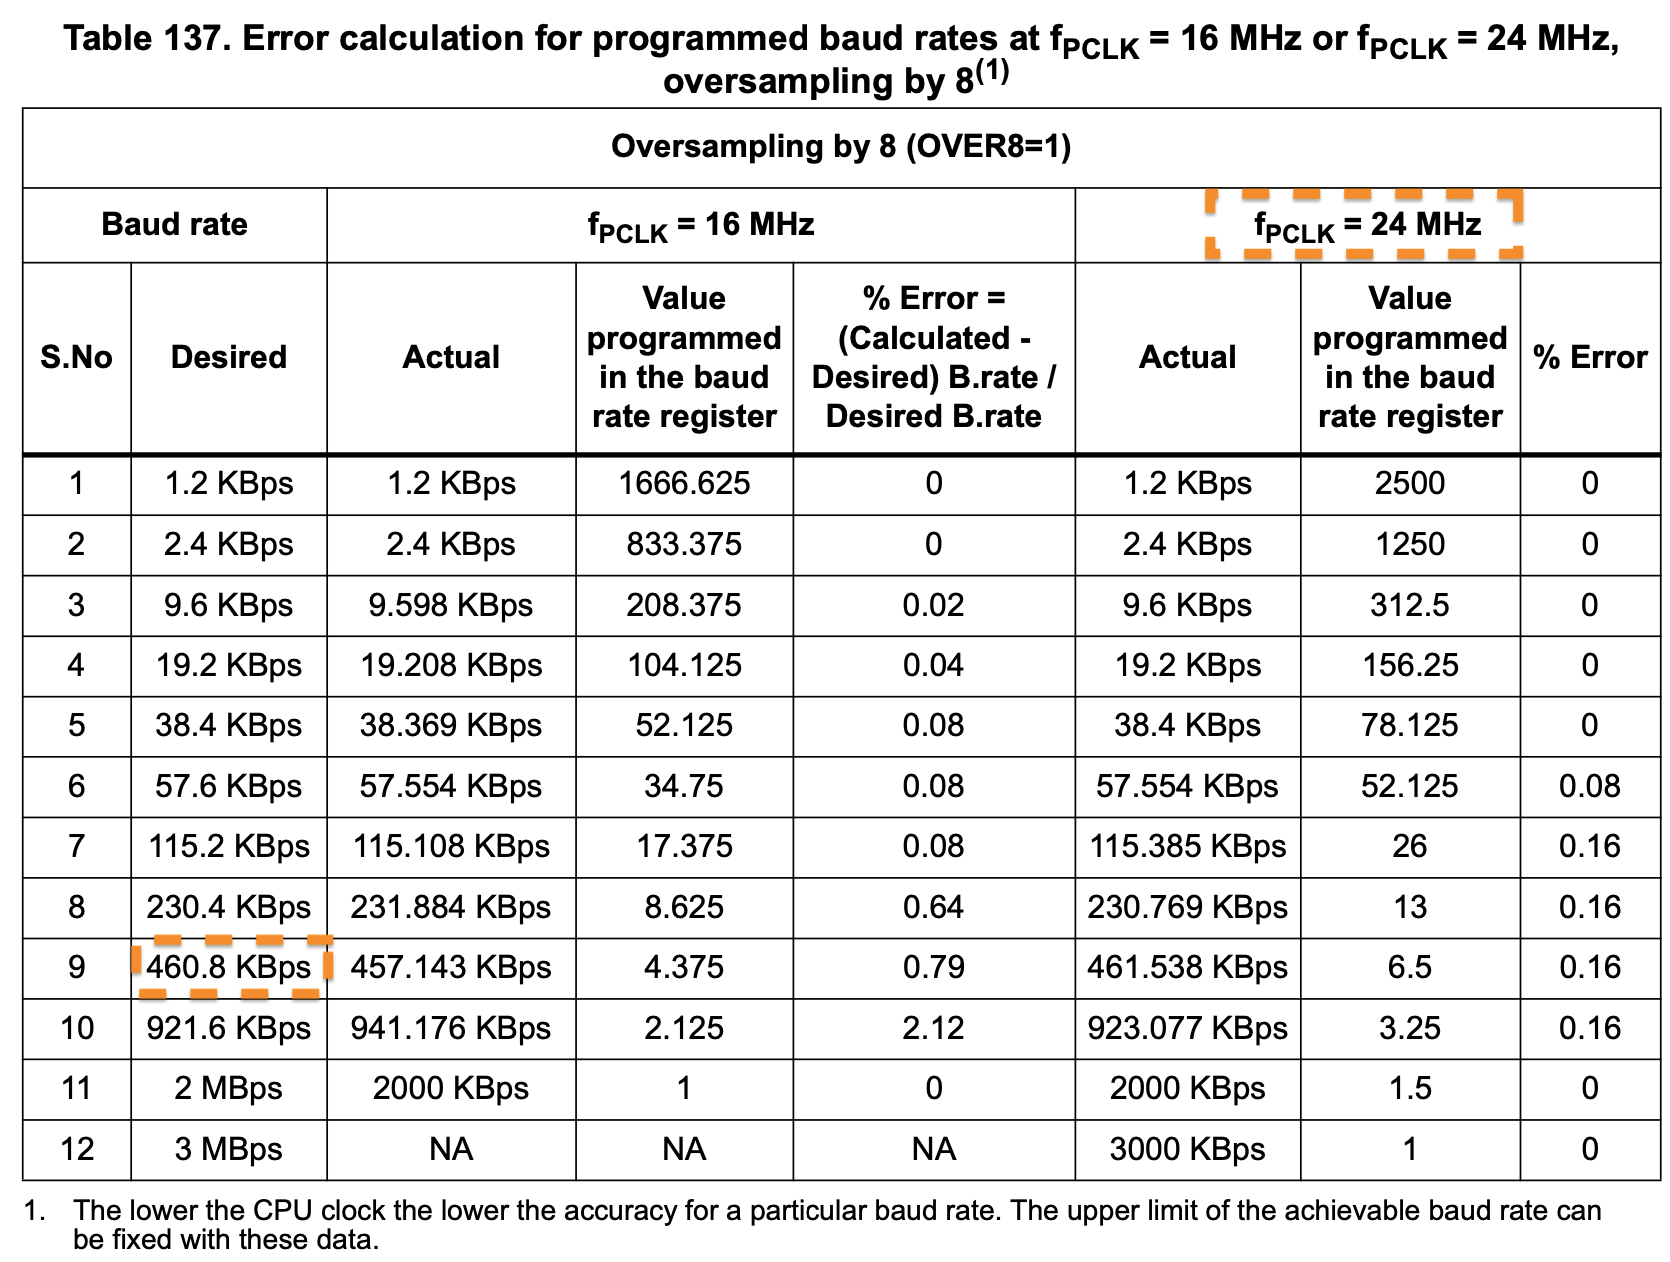 Table 137. Error calculation for programmed baud rates at fPCLK = 16 MHz or fPCLK = 24 MHz,
oversampling by 8(1)
Oversampling by 8 (OVER8=1)
Baud rate fPCLK = 16 MHz fPCLK = 24 MHz
S.No Desired Actual Value programmed in the baud rate register % Error = (Calculated - Desired) B.rate / Desired B.rate Actual Value programmed in the baud rate register % Error
1 1.2 KBps 1.2 KBps 1666.625 0 1.2 KBps 2500 0
2 2.4 KBps 2.4 KBps 833.375 0 2.4 KBps 1250 0
3 9.6 KBps 9.598 KBps 208.375 0.02 9.6 KBps 312.5 0
4 19.2 KBps 19.208 KBps 104.125 0.04 19.2 KBps 156.25 0
5 38.4 KBps 38.369 KBps 52.125 0.08 38.4 KBps 78.125 0
6 57.6 KBps 57.554 KBps 34.75 0.08 57.554 KBps 52.125 0.08
7 115.2 KBps 115.108 KBps 17.375 0.08 115.385 KBps 26 0.16
8 230.4 KBps 231.884 KBps 8.625 0.64 230.769 KBps 13 0.16
9 460.8 KBps 457.143 KBps 4.375 0.79 461.538 KBps 6.5 0.16
10 921.6 KBps 941.176 KBps 2.125 2.12 923.077 KBps 3.25 0.16
11 2 MBps 2000 KBps 1 0 2000 KBps 1.5 0
12 3 MBps NA NA NA 3000 KBps 1 0
1. The lower the CPU clock the lower the accuracy for a particular baud rate. The upper limit of the achievable baud rate can
be fixed with these data.